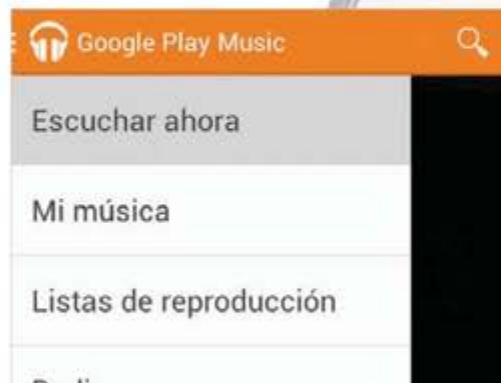 Google Play Music
Escuchar ahora
Mi música
Listas de reproducción